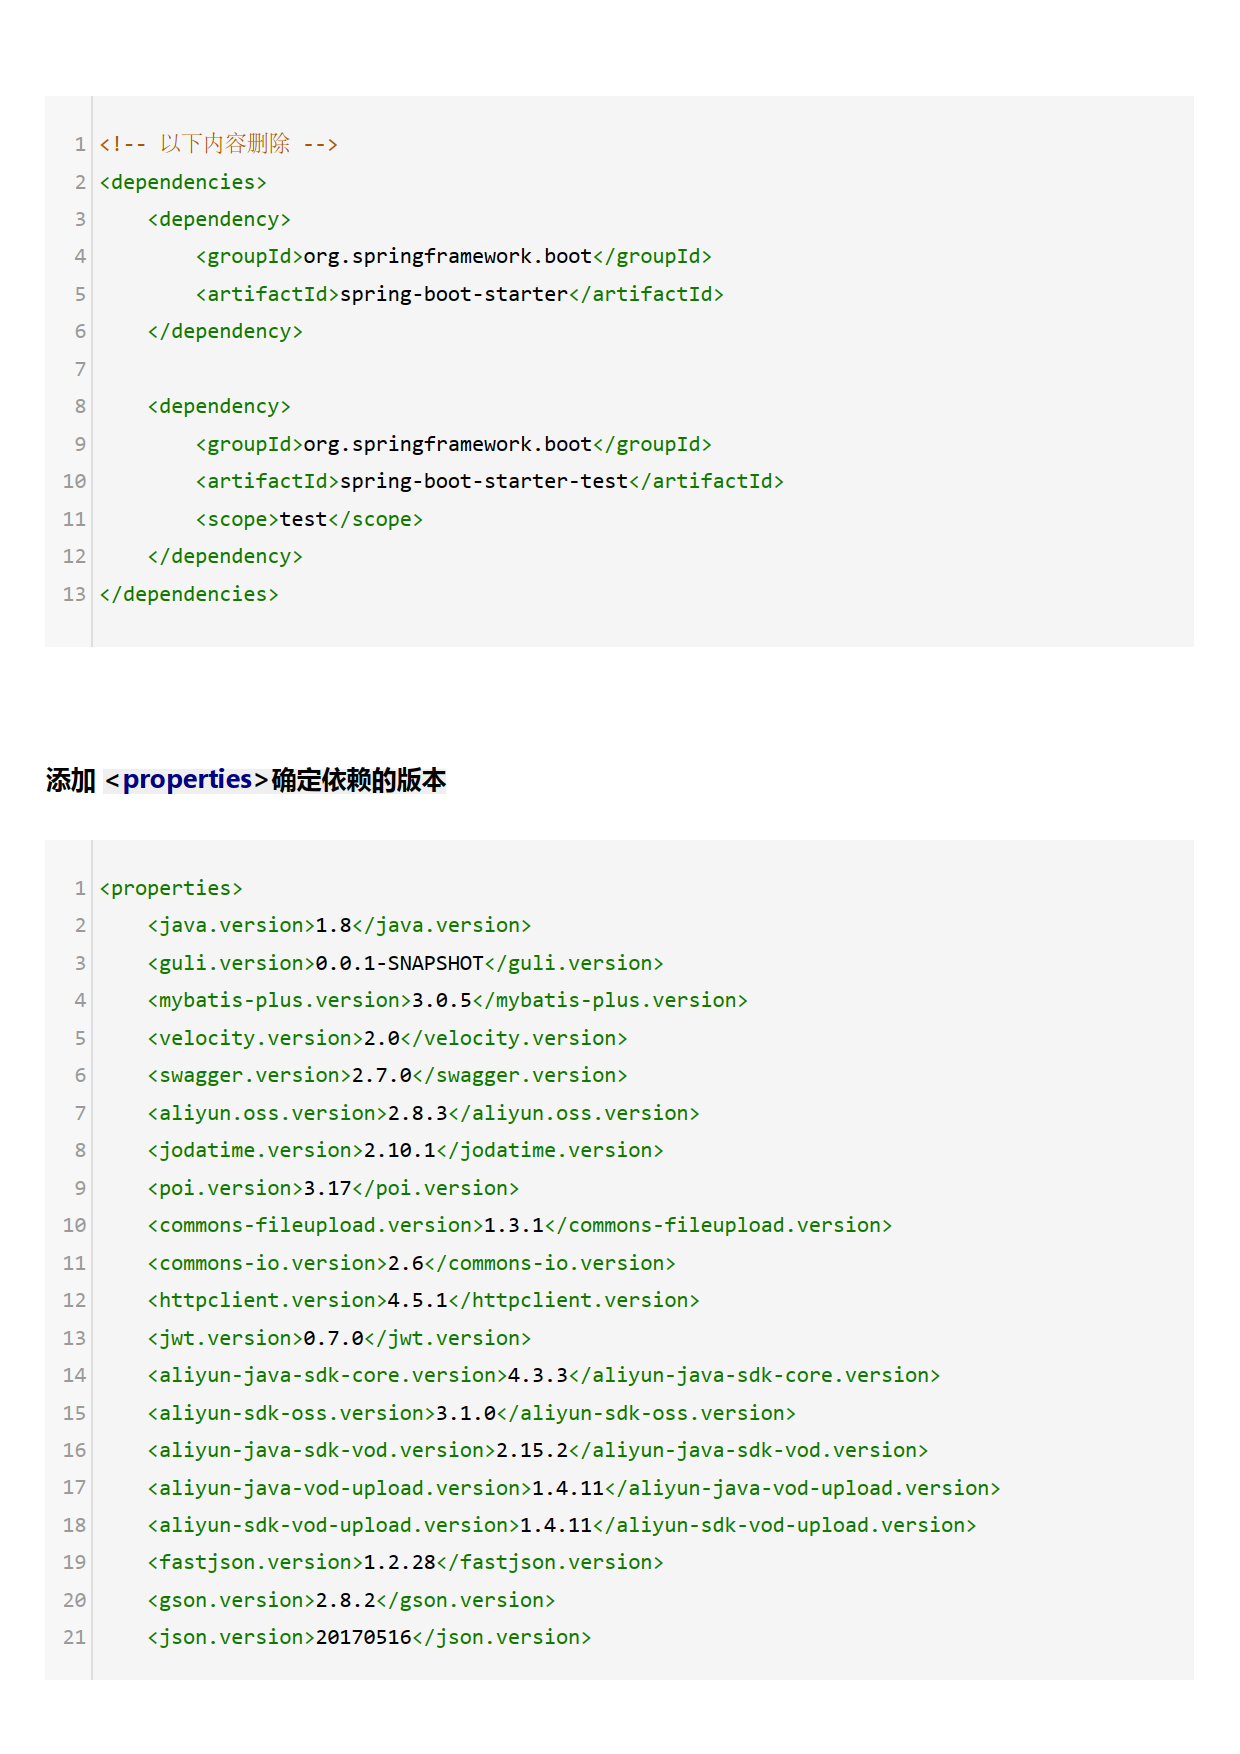 1 <!-- 以下内容删除 -->
2 <dependencies>
3     <dependency>
4         <groupId>org.springframework.boot</groupId>
5         <artifactId>spring-boot-starter</artifactId>
6     </dependency>
7
8     <dependency>
9         <groupId>org.springframework.boot</groupId>
10         <artifactId>spring-boot-starter-test</artifactId>
11         <scope>test</scope>
12     </dependency>
13 </dependencies>
添加 <properties>确定依赖的版本
1 <properties>
2     <java.version>1.8</java.version>
3     <guli.version>0.0.1-SNAPSHOT</guli.version>
4     <mybatis-plus.version>3.0.5</mybatis-plus.version>
5     <velocity.version>2.0</velocity.version>
6     <swagger.version>2.7.0</swagger.version>
7     <aliyun.oss.version>2.8.3</aliyun.oss.version>
8     <jodatime.version>2.10.1</jodatime.version>
9     <poi.version>3.17</poi.version>
10     <commons-fileupload.version>1.3.1</commons-fileupload.version>
11     <commons-io.version>2.6</commons-io.version>
12     <httpclient.version>4.5.1</httpclient.version>
13     <jwt.version>0.7.0</jwt.version>
14     <aliyun-java-sdk-core.version>4.3.3</aliyun-java-sdk-core.version>
15     <aliyun-sdk-oss.version>3.1.0</aliyun-sdk-oss.version>
16     <aliyun-java-sdk-vod.version>2.15.2</aliyun-java-sdk-vod.version>
17     <aliyun-java-vod-upload.version>1.4.11</aliyun-java-vod-upload.version>
18     <aliyun-sdk-vod-upload.version>1.4.11</aliyun-sdk-vod-upload.version>
19     <fastjson.version>1.2.28</fastjson.version>
20     <gson.version>2.8.2</gson.version>
21     <json.version>20170516</json.version>